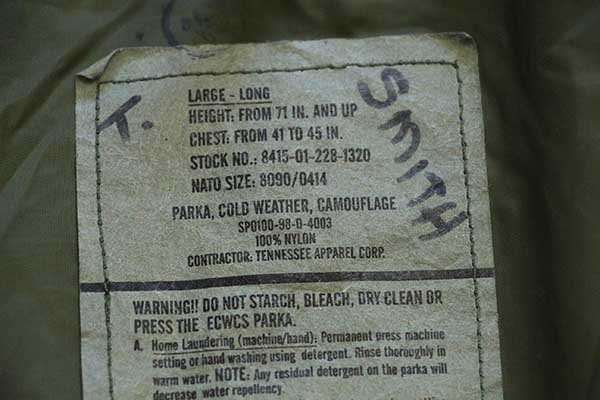 T.
SMITH
LARGE - LONG
HEIGHT: FROM 71 IN. AND UP
CHEST: FROM 41 TO 45 IN.
STOCK NO.: 8415-01-228-1320
NATO SIZE: 8090/0414
PARKA, COLD WEATHER, CAMOUFLAGE
SP0100-98-D-4003
100% NYLON
CONTRACTOR: TENNESSEE APPAREL CORP.
WARNING!! DO NOT STARCH, BLEACH, DRY CLEAN OR
PRESS THE ECWCS PARKA.
A. Home Laundering (machine/hand): Permanent press machine
setting or hand washing using detergent. Rinse thoroughly in
warm water. NOTE: Any residual detergent on the parka will
decrease water repellency.